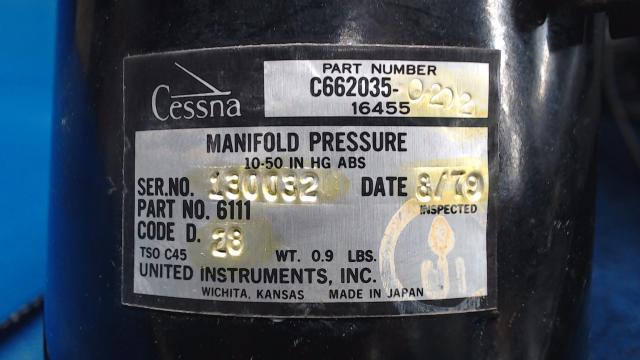 Cessna
PART NUMBER
C662035-0202
16455
MANIFOLD PRESSURE
10-50 IN HG ABS
SER.NO. 130032 DATE 8/79
PART NO. 6111 INSPECTED
CODE D. 28
TSO C45 WT. 0.9 LBS.
UNITED INSTRUMENTS, INC.
WICHITA, KANSAS MADE IN JAPAN